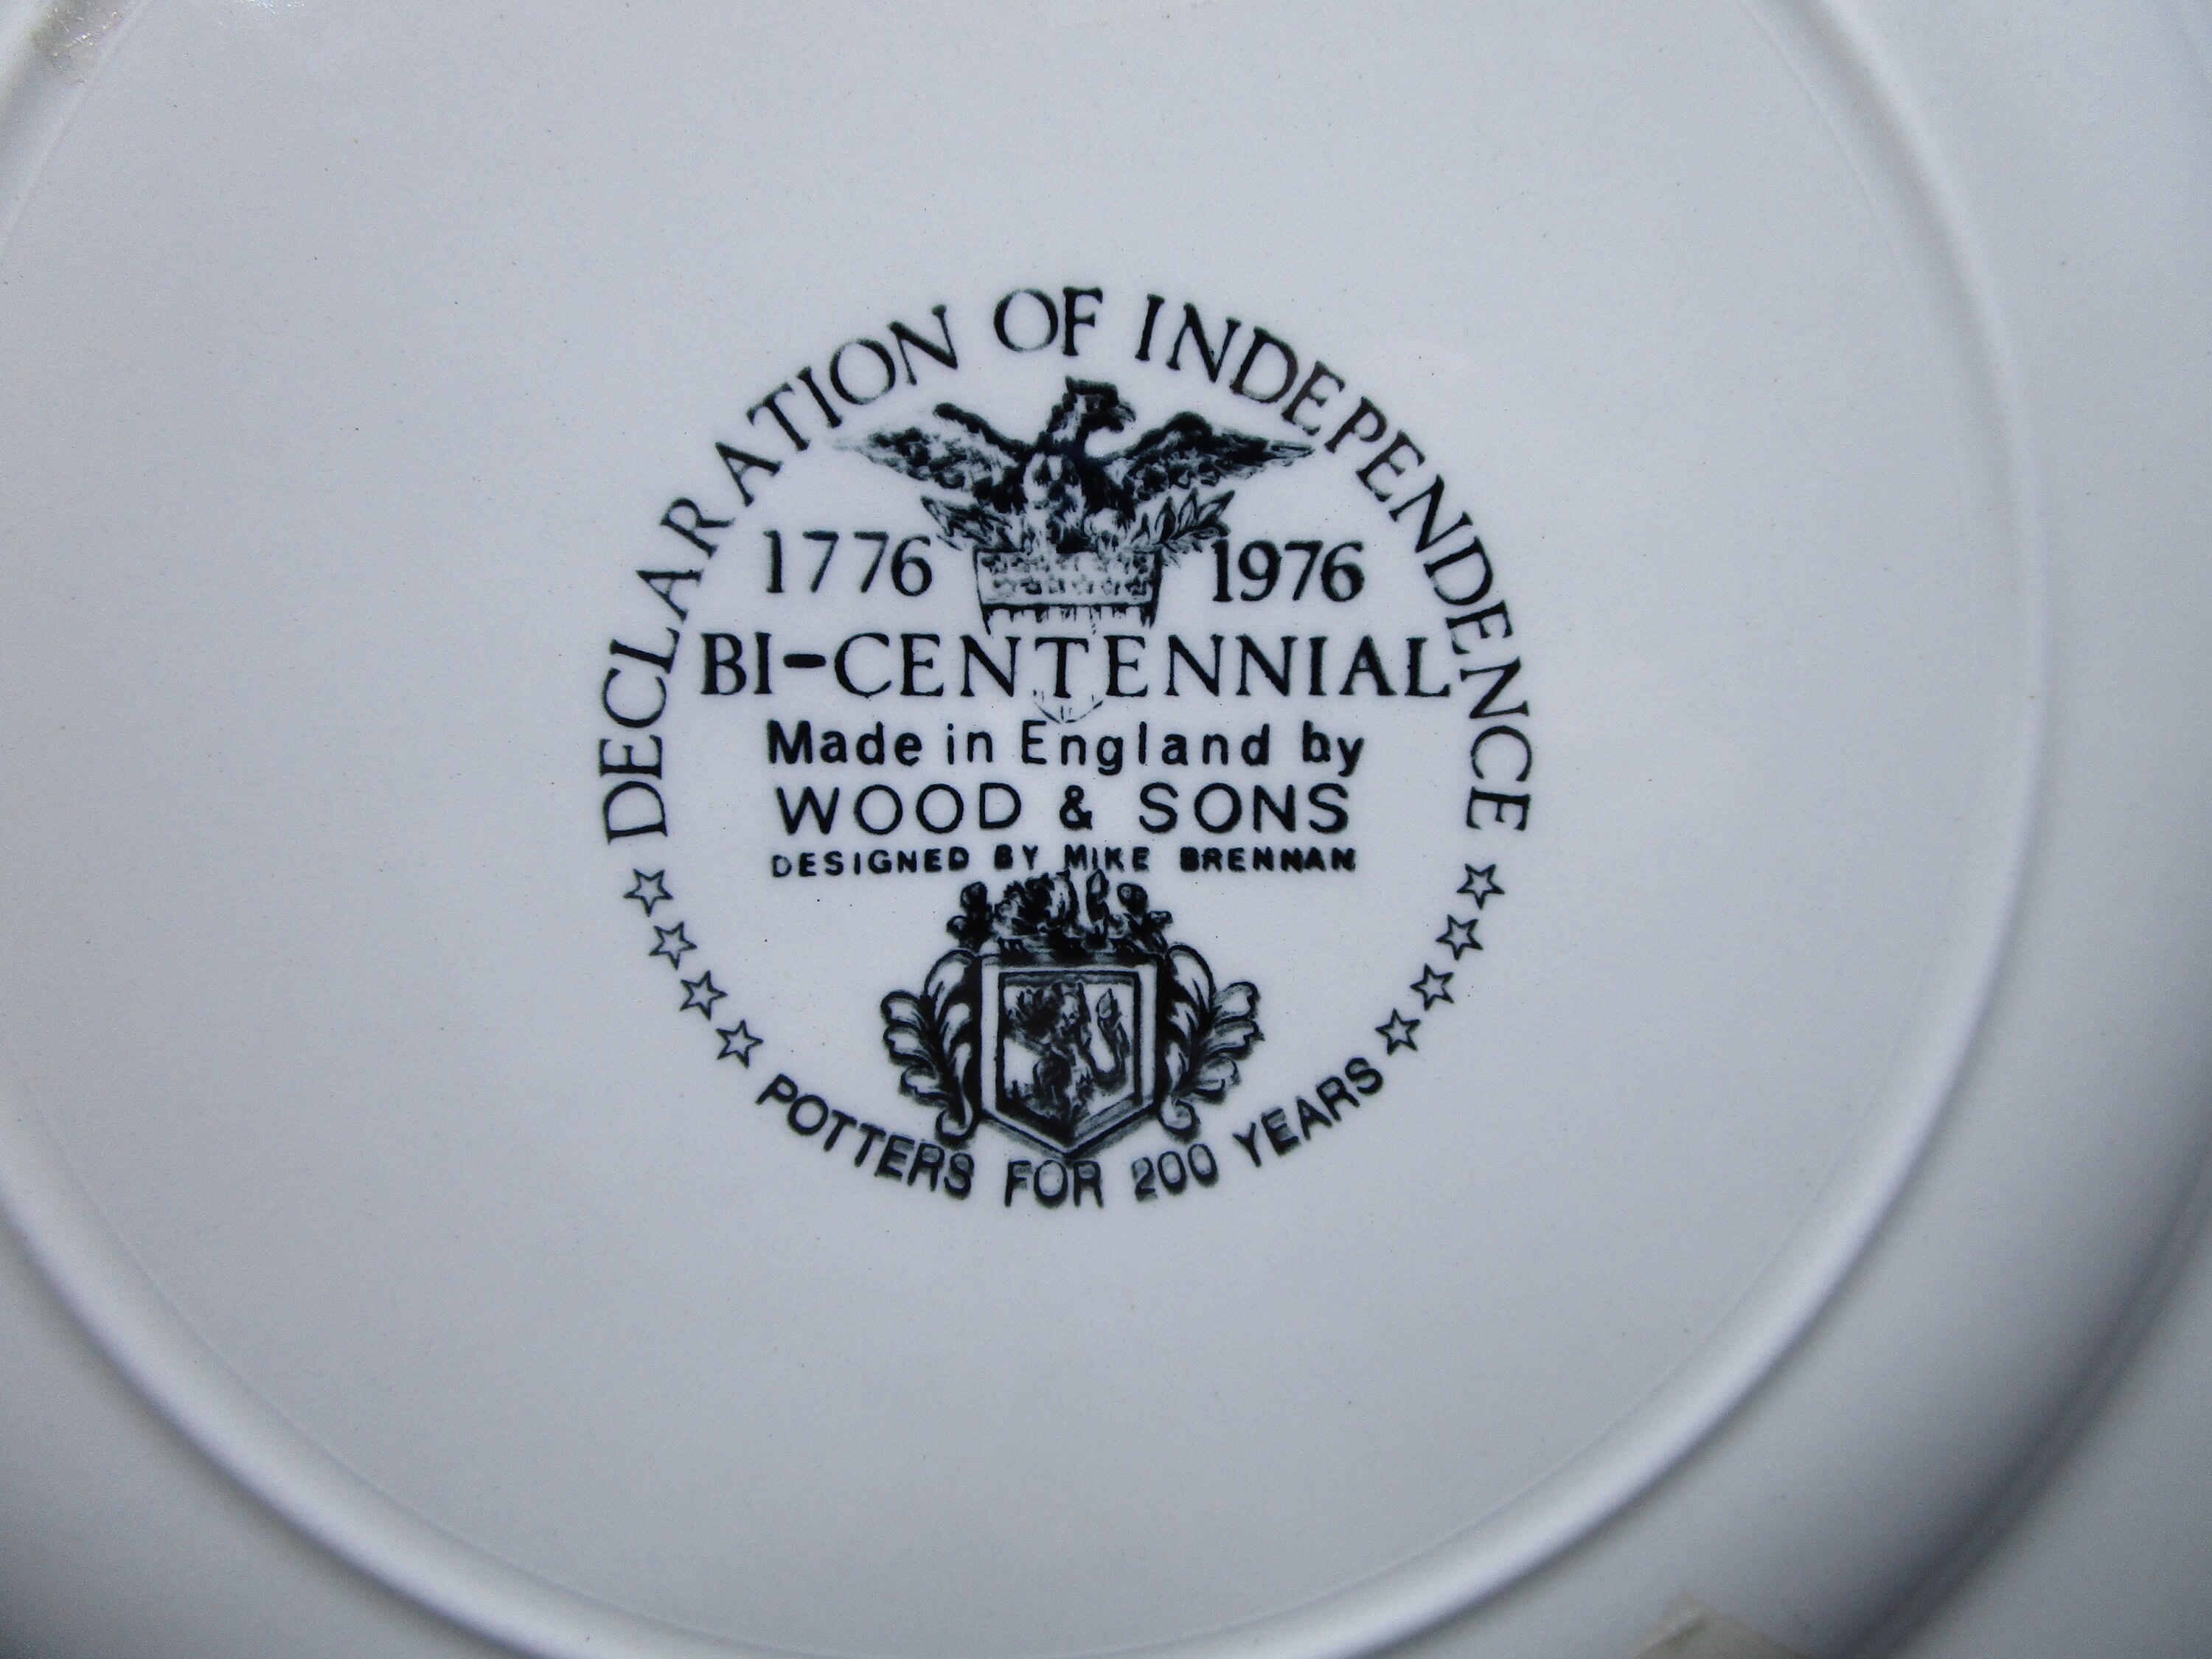 DECLARATION OF INDEPENDENCE
1776 1976
BI-CENTENNIAL
Made in England by
WOOD & SONS
DESIGNED BY MIKE BRENNAN
POTTERS FOR 200 YEARS